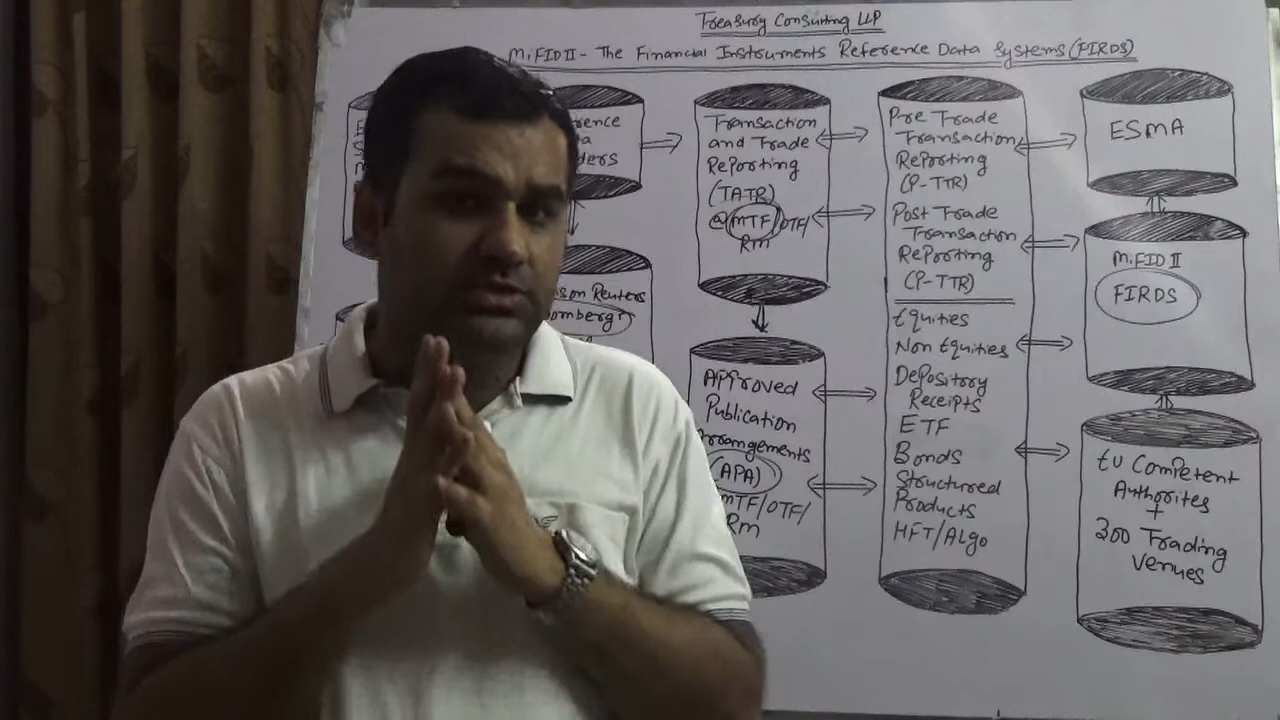 Treasury Consulting LLP
MiFID II - The Financial Instruments Reference Data Systems (FIRDS)
Transaction
and Trade
Reporting
(TATR)
@(MTF/OTF/
RM
Approved
Publication
(APA)
MTF/OTF/
RM
Pre Trade
Transaction
Reporting
(P-TTR)
Post Trade
Transaction
Reporting
(P-TTR)
Equities
Non Equities
Depository
Receipts
ETF
Bonds
Structured
Products
HFT/Algo
ESMA
MiFID II
FIRDS
EU Competent
Authorites
+
300 Trading
Venues